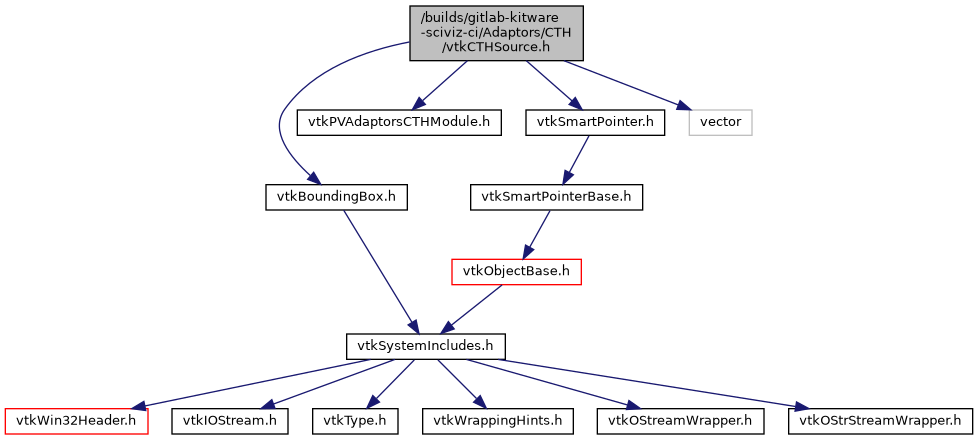 /builds/gitlab-kitware
-sciviz-ci/Adaptors/CTH
/vtkCTHSource.h
vtkPVAdaptorsCTHModule.h
vtkSmartPointer.h
vector
vtkBoundingBox.h
vtkSmartPointerBase.h
vtkObjectBase.h
vtkSystemIncludes.h
vtkWin32Header.h
vtkIOStream.h
vtkType.h
vtkWrappingHints.h
vtkOStreamWrapper.h
vtkOStrStreamWrapper.h